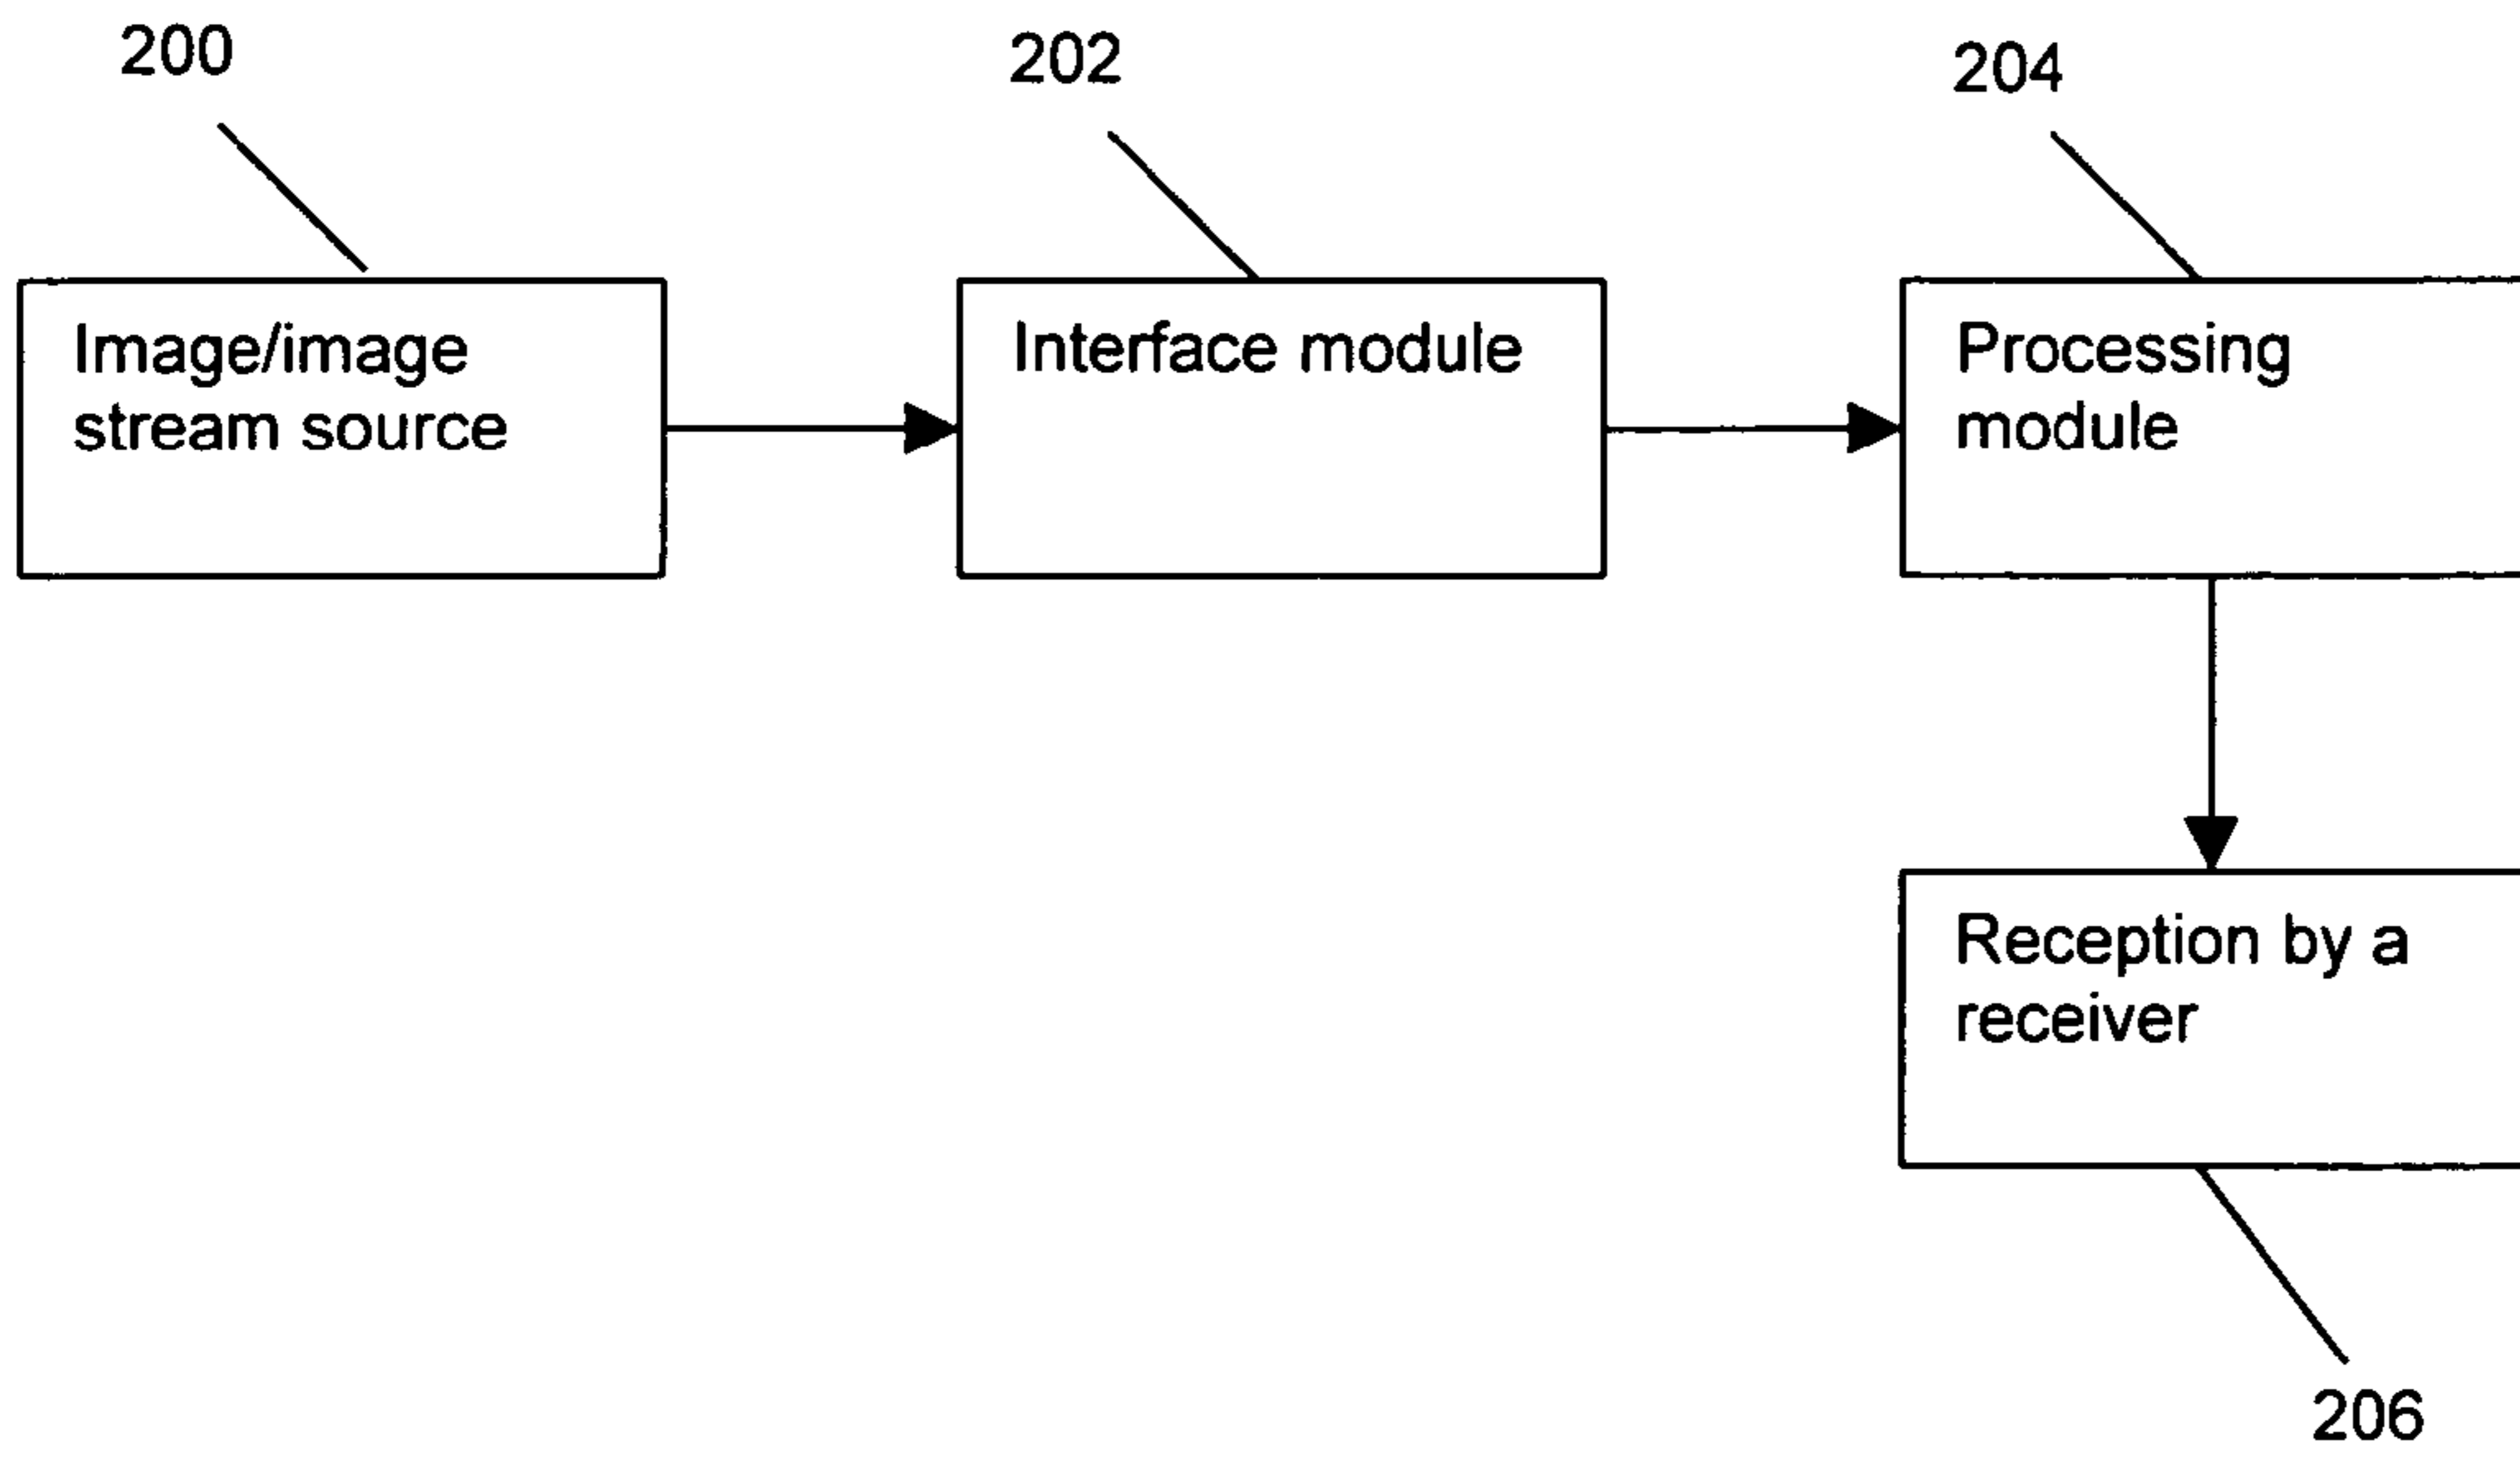 200
202
204
Image/image
stream source
Interface module
Processing
module
Reception by a
receiver
206